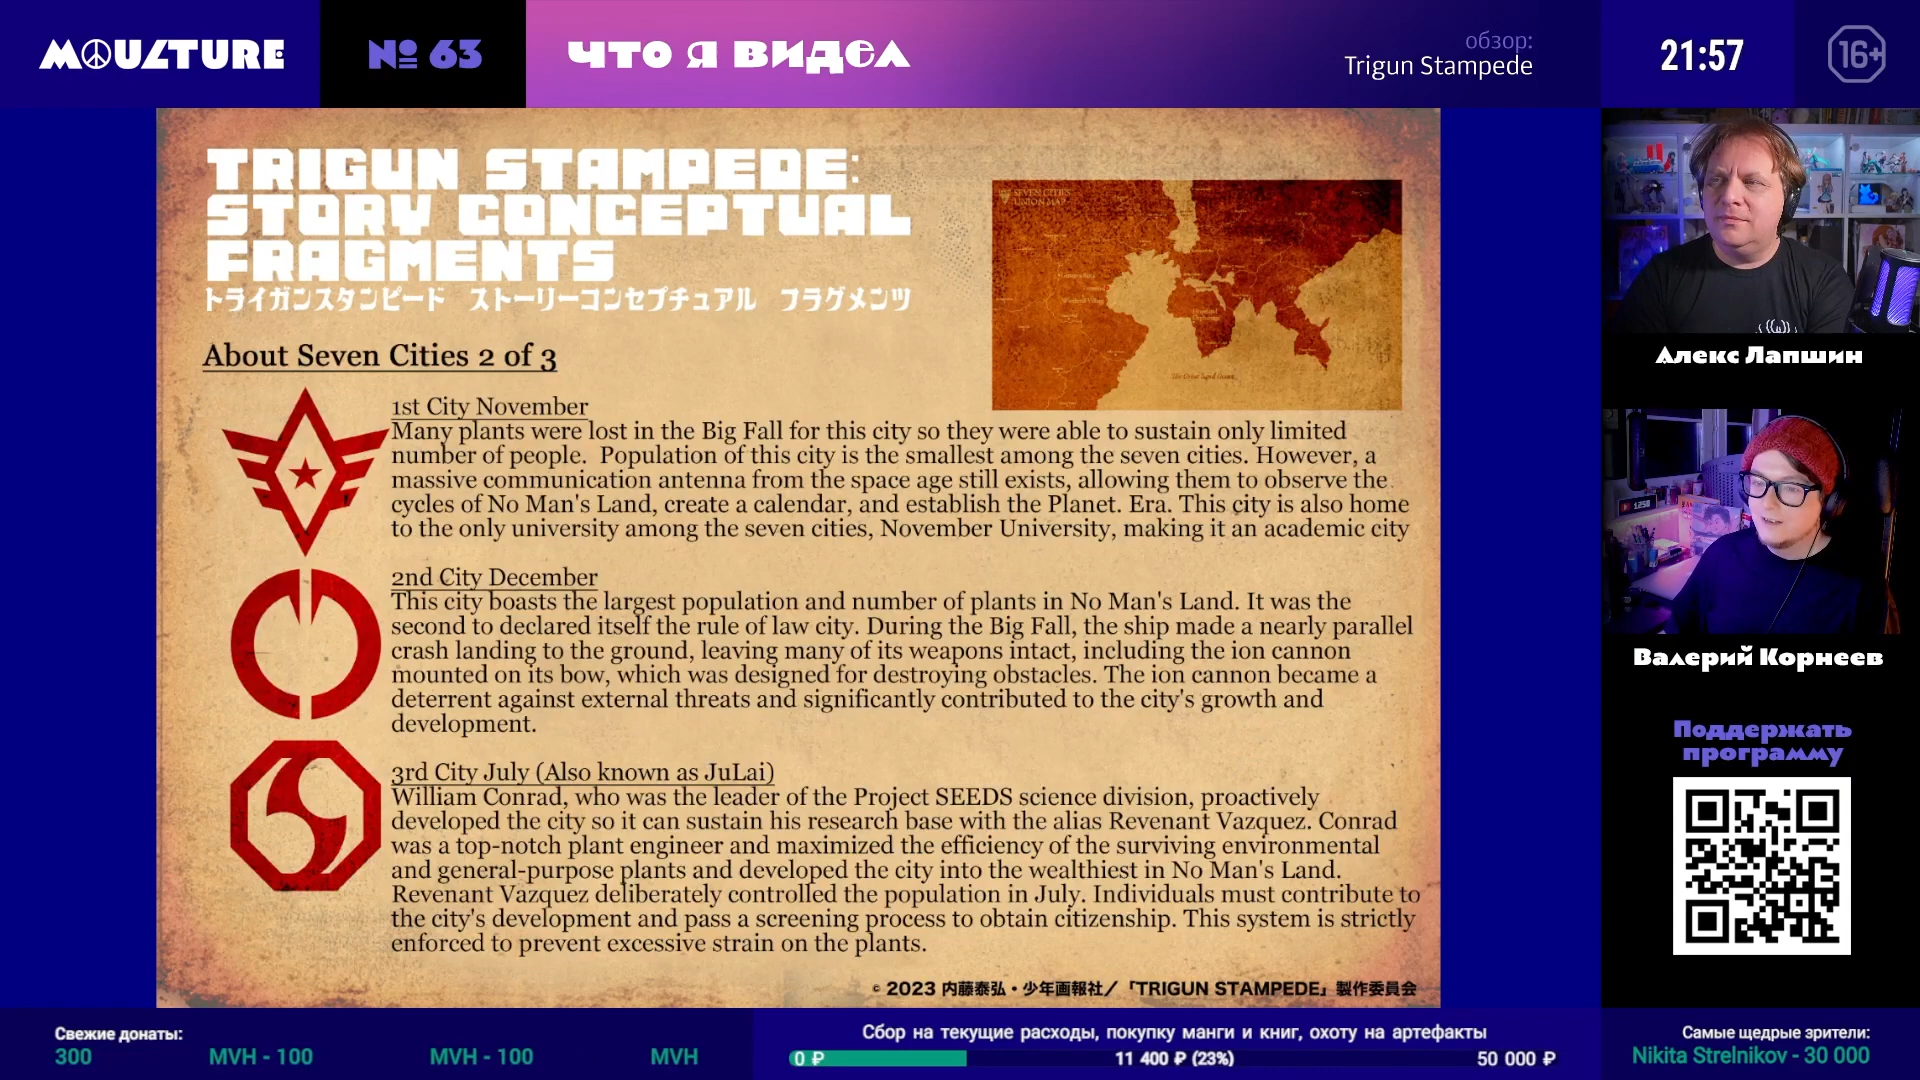 MOULTURE
№ 63
ЧТО Я ВИДЕЛ
обзор:
Trigun Stampede
21:57
16+
TRIGUN STAMPEDE:
STORY CONCEPTUAL
FRAGMENTS
トライガンスタンピード ストーリーコンセプチュアル フラグメンツ
SEVEN CITIES
UNION MAP
The Great Sand Ocean
About Seven Cities 2 of 3
1st City November
Many plants were lost in the Big Fall for this city so they were able to sustain only limited
number of people. Population of this city is the smallest among the seven cities. However, a
massive communication antenna from the space age still exists, allowing them to observe the
cycles of No Man's Land, create a calendar, and establish the Planet. Era. This city is also home
to the only university among the seven cities, November University, making it an academic city
2nd City December
This city boasts the largest population and number of plants in No Man's Land. It was the
second to declared itself the rule of law city. During the Big Fall, the ship made a nearly parallel
crash landing to the ground, leaving many of its weapons intact, including the ion cannon
mounted on its bow, which was designed for destroying obstacles. The ion cannon became a
deterrent against external threats and significantly contributed to the city's growth and
development.
3rd City July (Also known as JuLai)
William Conrad, who was the leader of the Project SEEDS science division, proactively
developed the city so it can sustain his research base with the alias Revenant Vazquez. Conrad
was a top-notch plant engineer and maximized the efficiency of the surviving environmental
and general-purpose plants and developed the city into the wealthiest in No Man's Land.
Revenant Vazquez deliberately controlled the population in July. Individuals must contribute to
the city's development and pass a screening process to obtain citizenship. This system is strictly
enforced to prevent excessive strain on the plants.
© 2023 内藤泰弘・少年画報社／「TRIGUN STAMPEDE」製作委員会
Алекс Лапшин
Валерий Корнеев
Поддержать
программу
Свежие донаты:
300 MVH - 100 MVH - 100 MVH
Сбор на текущие расходы, покупку манги и книг, охоту на артефакты
0 ₽ 11 400 ₽ (23%) 50 000 ₽
Самые щедрые зрители:
Nikita Strelnikov - 30 000